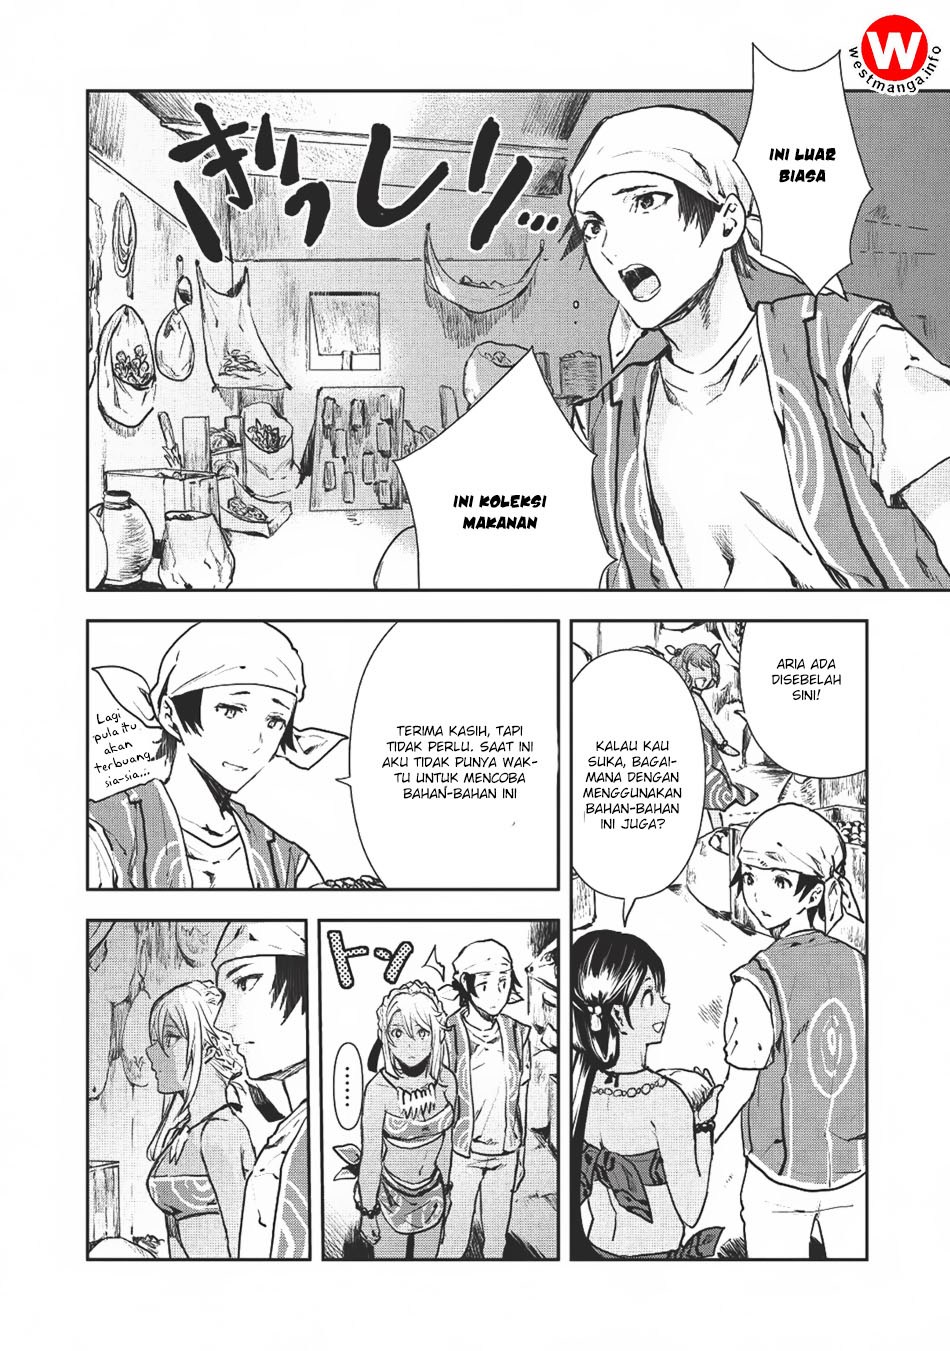 W
westmanga.info
INI LUAR
BIASA
ぎっしり…
INI KOLEKSI
MAKANAN
ARIA ADA
DISEBELAH
SINI!
KALAU KAU
SUKA, BAGAI-
MANA DENGAN
MENGGUNAKAN
BAHAN-BAHAN
INI JUGA?
TERIMA KASIH, TAPI
TIDAK PERLU. SAAT INI
AKU TIDAK PUNYA WAK-
TU UNTUK MENCOBA
BAHAN-BAHAN INI
Lagi
pula itu
akan
terbuang
sia-sia...
トン
……